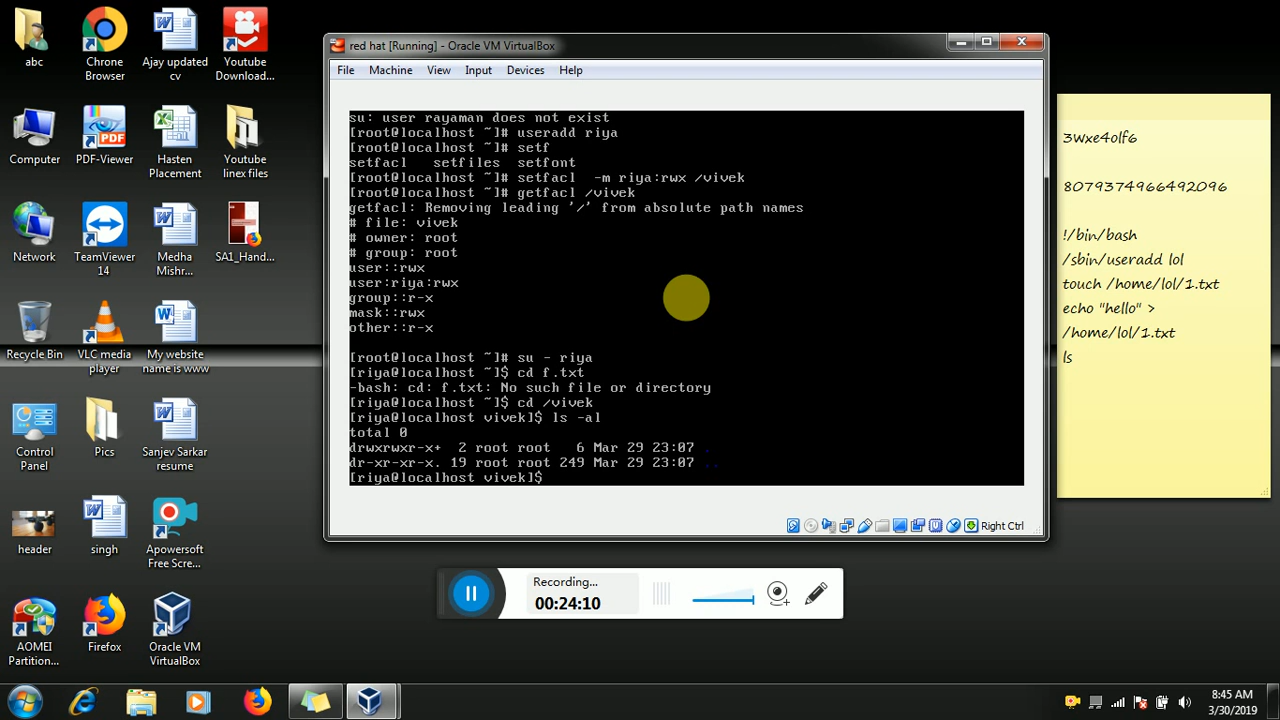 abc
Chrome Browser
Ajay updated cv
Youtube Download...
Computer
PDF-Viewer
Hasten Placement
Youtube linex files
Network
TeamViewer 14
Medha Mishr...
SA1_Hand...
Recycle Bin
VLC media player
My website name is www
Control Panel
Pics
Sanjev Sarkar resume
header
singh
Apowersoft Free Scre...
AOMEI Partition...
Firefox
Oracle VM VirtualBox
red hat [Running] - Oracle VM VirtualBox
File Machine View Input Devices Help
su: user rayaman does not exist
[root@localhost ~]# useradd riya
[root@localhost ~]# setf
setfacl setfiles setfont
[root@localhost ~]# setfacl -m riya:rwx /vivek
[root@localhost ~]# getfacl /vivek
getfacl: Removing leading '/' from absolute path names
# file: vivek
# owner: root
# group: root
user::rwx
user:riya:rwx
group::r-x
mask::rwx
other::r-x
[root@localhost ~]# su - riya
[riya@localhost ~]$ cd f.txt
-bash: cd: f.txt: No such file or directory
[riya@localhost ~]$ cd /vivek
[riya@localhost vivek]$ ls -al
total 0
drwxrwxr-x+ 2 root root 6 Mar 29 23:07 .
dr-xr-xr-x. 19 root root 249 Mar 29 23:07 ..
[riya@localhost vivek]$
Right Ctrl
3Wxe4olf6
8079374966492096
!/bin/bash
/sbin/useradd lol
touch /home/lol/1.txt
echo "hello" >
/home/lol/1.txt
ls
Recording...
00:24:10
8:45 AM
3/30/2019